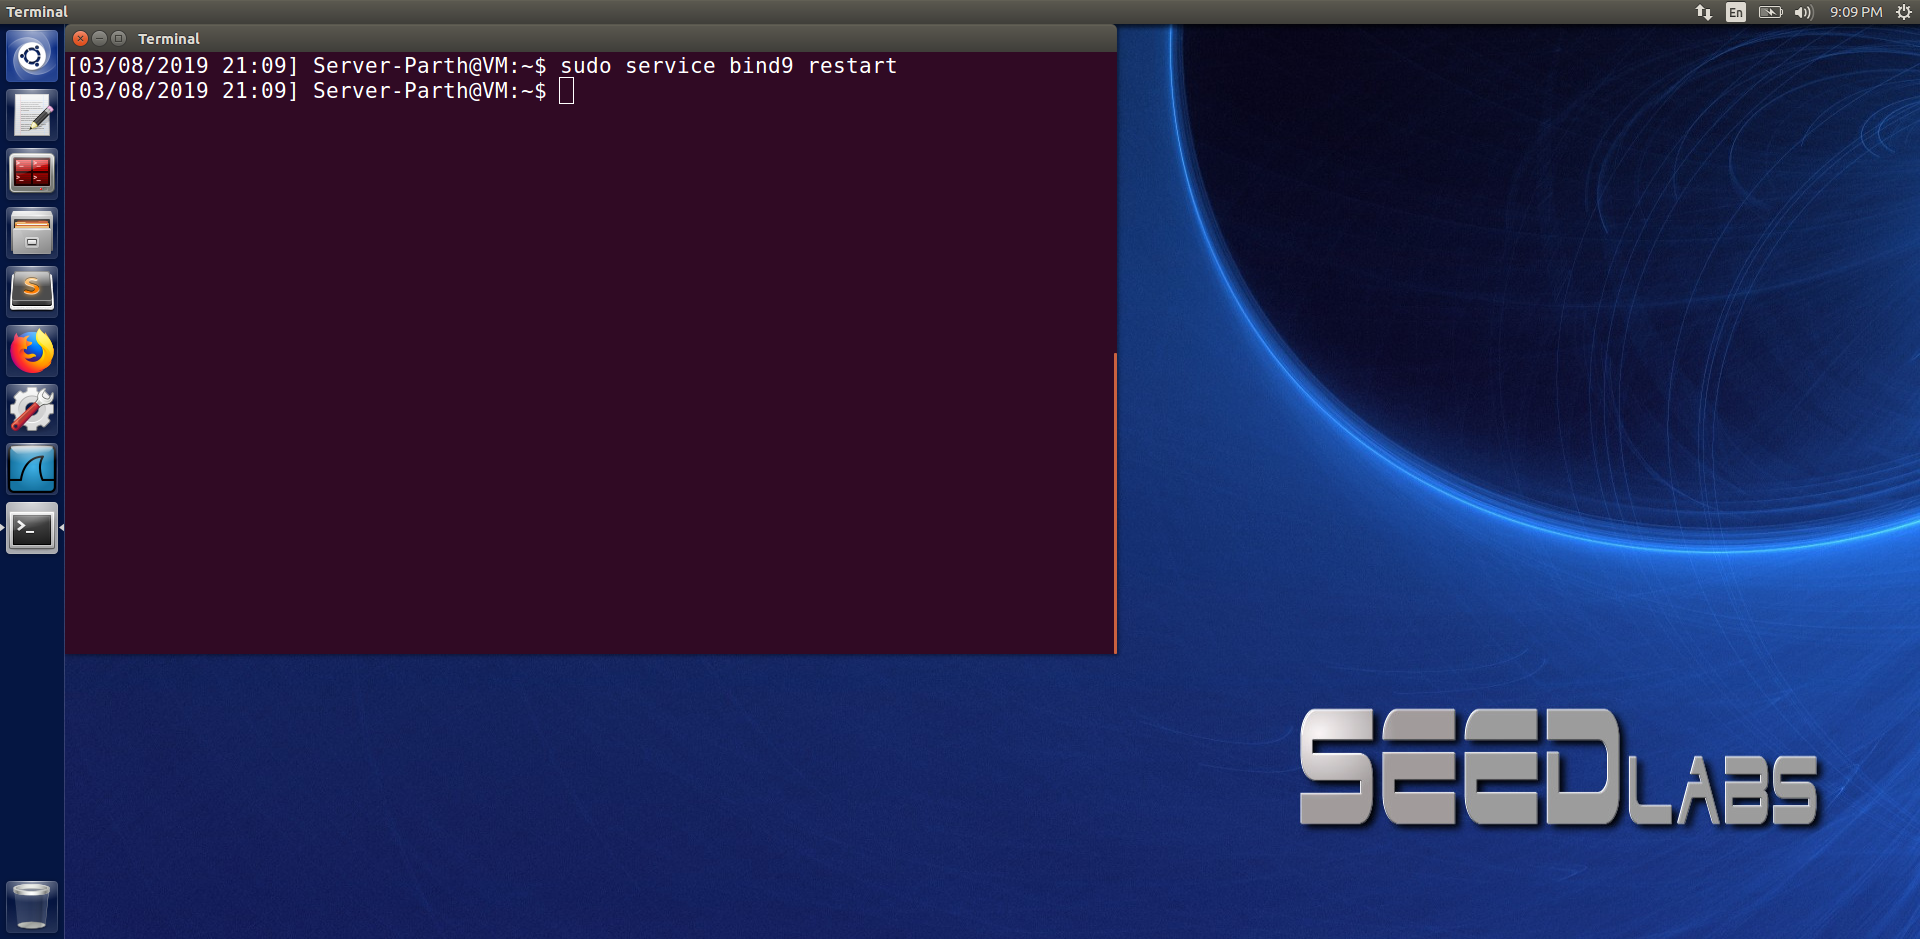 Terminal
En
9:09 PM
Terminal
[03/08/2019 21:09] Server-Parth@VM:~$ sudo service bind9 restart
[03/08/2019 21:09] Server-Parth@VM:~$
S
>_
SEEDLABS